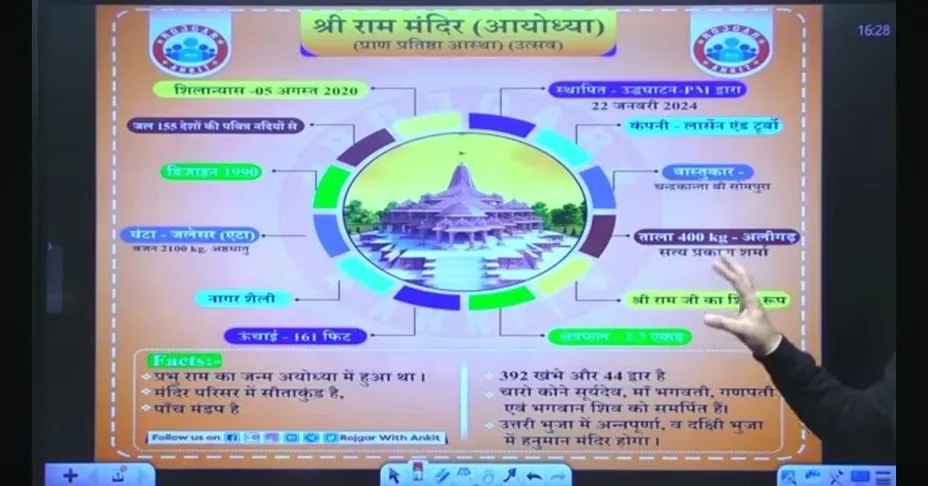 16:28
श्री राम मंदिर (आयोध्या)
(प्राण प्रतिष्ठा आस्था) (उत्सव)
ROJGAR
ANKIT
ROJGAR
ANKIT
शिलान्यास -05 अगस्त 2020
स्थापित - उद्घघाटन-PM द्वारा
22 जनवरी 2024
जल 155 देशों की पवित्र नदियों से
कंपनी - लार्सन एंड टूर्बो
डिजाइन 1990
वास्तुकार -
चन्द्रकान्ता बी सोमपुरा
घंटा - जलेसर (एटा)
वजन 2100 kg. अष्टधातु
ताला 400 kg - अलीगढ़
सत्य प्रकाश शर्मा
नागर शैली
श्री राम जी का रूप
ऊंचाई - 161 फिट
क्षेत्रफल - एकड़
Facts:-
प्रभु राम का जन्म अयोध्या में हुआ था।
मंदिर परिसर में सीताकुंड है,
पाँच मंडप है
392 खंभे और 44 द्वार है
चारो कोने सूर्यदेव, माँ भगवती, गणपती
एवं भगवान शिव को समर्पित हैं।
उत्तरी भुजा में अन्नपूर्णा, व दक्षिी भुजा
में हनुमान मंदिर होगा।
Follow us on Rojgar With Ankit